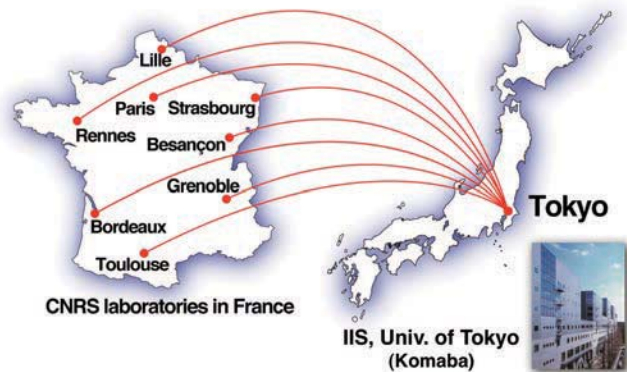 Lille
Paris
Strasbourg
Rennes
Besançon
Grenoble
Bordeaux
Toulouse
CNRS laboratories in France
Tokyo
IIS, Univ. of Tokyo
(Komaba)